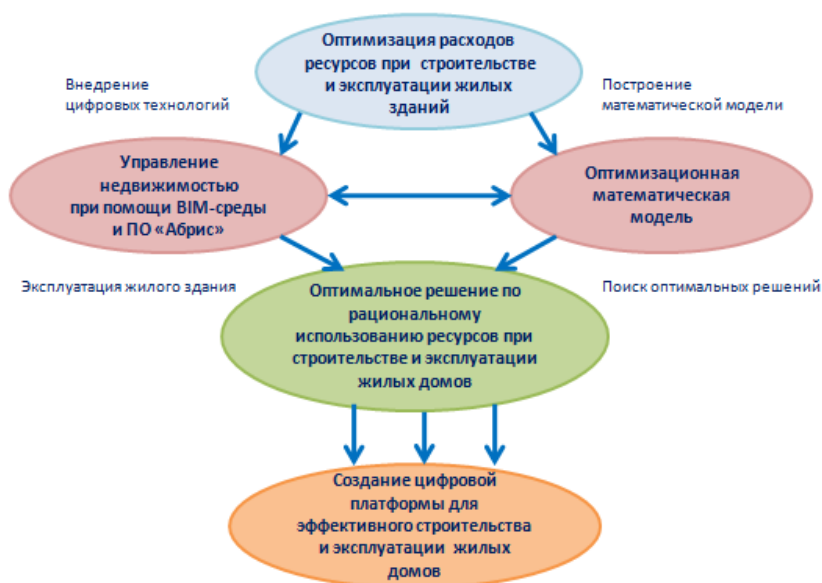 Оптимизация расходов
ресурсов при строительстве
и эксплуатации жилых
зданий
Внедрение
цифровых технологий
Построение
математической модели
Управление
недвижимостью
при помощи BIM-среды
и ПО «Абрис»
Оптимизационная
математическая
модель
Эксплуатация жилого здания
Поиск оптимальных решений
Оптимальное решение по
рациональному
использованию ресурсов при
строительстве и эксплуатации
жилых домов
Создание цифровой
платформы для
эффективного строительства
и эксплуатации жилых
домов